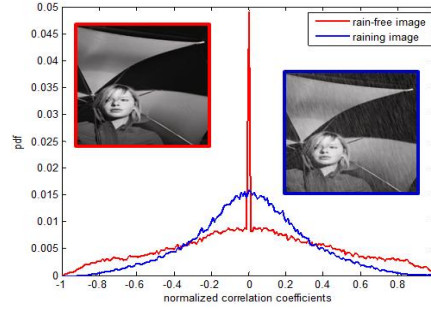 0.05
0.045
0.04
0.035
0.03
0.025
0.02
0.015
0.01
0.005
0
pdf
rain-free image
raining image
-1 -0.8 -0.6 -0.4 -0.2 0 0.2 0.4 0.6 0.8
normalized correlation coefficients